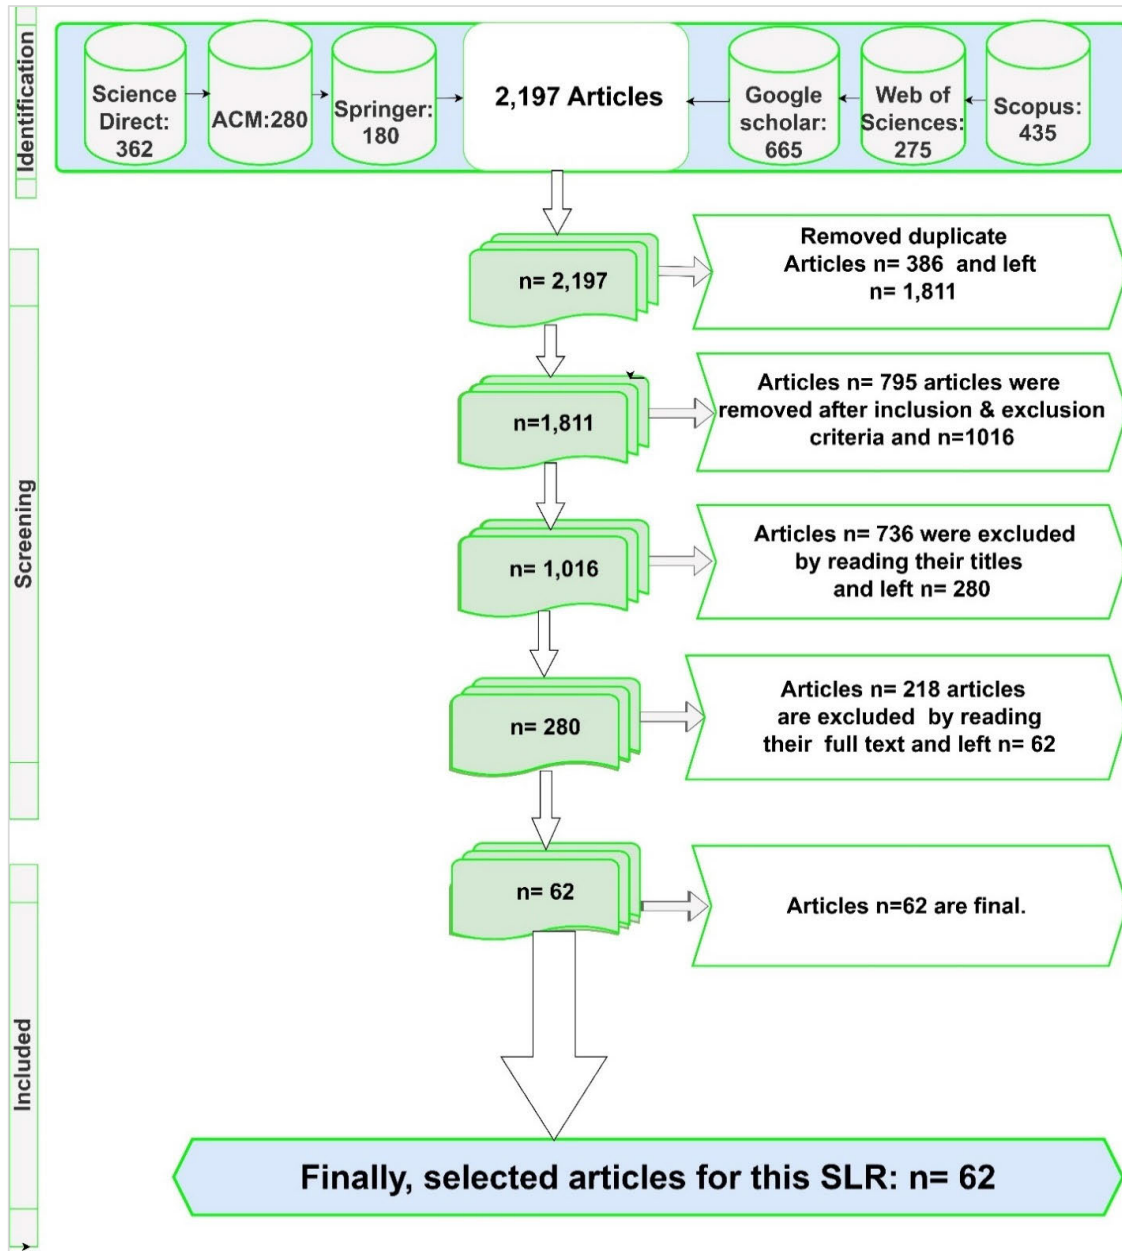 Identification
Science
Direct:
362
ACM:280
Springer:
180
2,197 Articles
Google
scholar:
665
Web of
Sciences:
275
Scopus:
435
n= 2,197
Removed duplicate
Articles n= 386 and left
n= 1,811
Screening
n=1,811
Articles n= 795 articles were
removed after inclusion & exclusion
criteria and n=1016
n= 1,016
Articles n= 736 were excluded
by reading their titles
and left n= 280
n= 280
Articles n= 218 articles
are excluded by reading
their full text and left n= 62
Included
n= 62
Articles n=62 are final.
Finally, selected articles for this SLR: n= 62